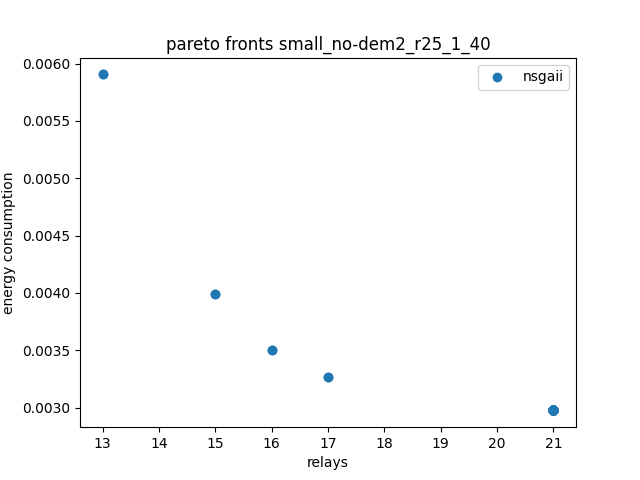 pareto fronts small_no-dem2_r25_1_40
nsgaii
energy consumption
0.0060
0.0055
0.0050
0.0045
0.0040
0.0035
0.0030
13 14 15 16 17 18 19 20 21
relays